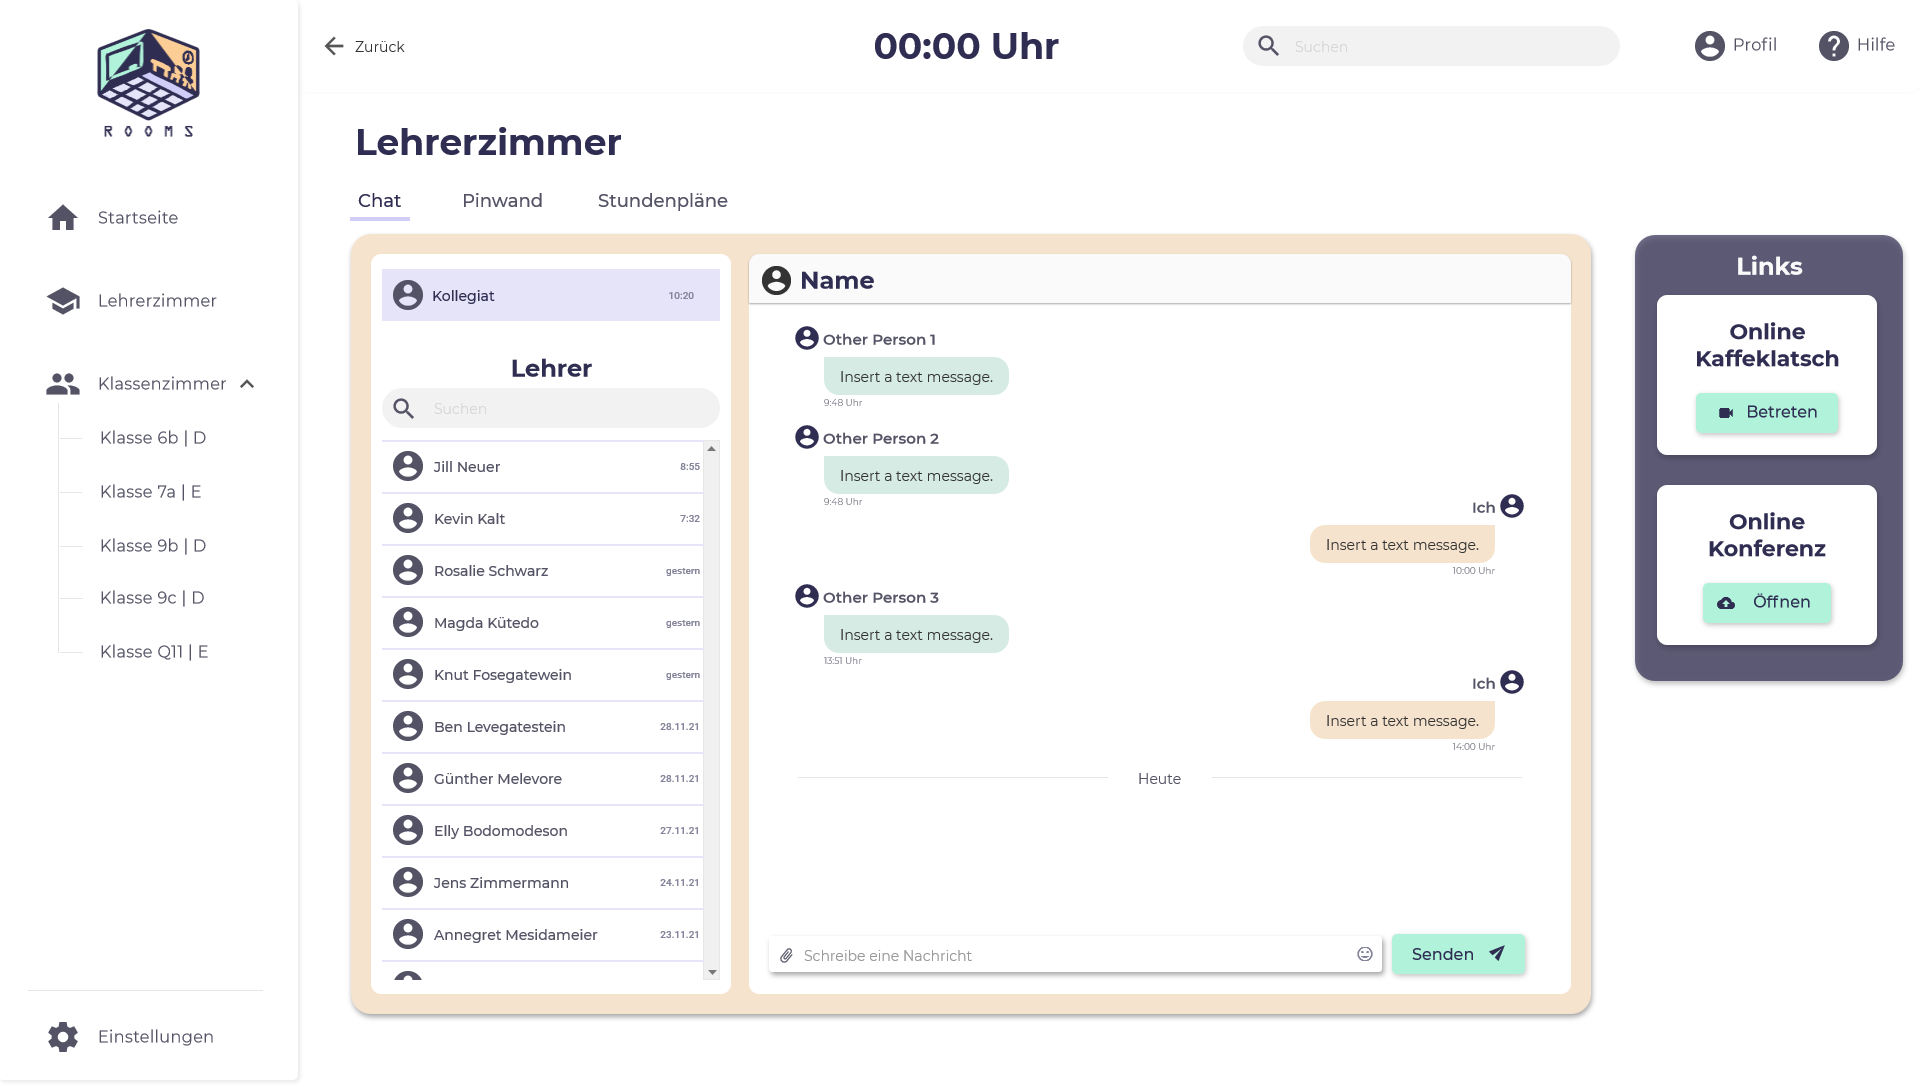 ROOMS
Startseite
Lehrerzimmer
Klassenzimmer
Klasse 6b | D
Klasse 7a | E
Klasse 9b | D
Klasse 9c | D
Klasse Q11 | E
Einstellungen
Zurück
00:00 Uhr
Suchen
Profil
Hilfe
Lehrerzimmer
Chat
Pinwand
Stundenpläne
Kollegiat 10:20
Lehrer
Suchen
Jill Neuer 8:55
Kevin Kalt 7:32
Rosalie Schwarz gestern
Magda Kütedo gestern
Knut Fosegatewein gestern
Ben Levegatestein 28.11.21
Günther Melevore 28.11.21
Elly Bodomodeson 27.11.21
Jens Zimmermann 24.11.21
Annegret Mesidameier 23.11.21
Name
Other Person 1
Insert a text message.
9:48 Uhr
Other Person 2
Insert a text message.
9:48 Uhr
Ich
Insert a text message.
10:00 Uhr
Other Person 3
Insert a text message.
13:51 Uhr
Ich
Insert a text message.
14:00 Uhr
Heute
Schreibe eine Nachricht
Senden
Links
Online
Kaffeklatsch
Betreten
Online
Konferenz
Öffnen